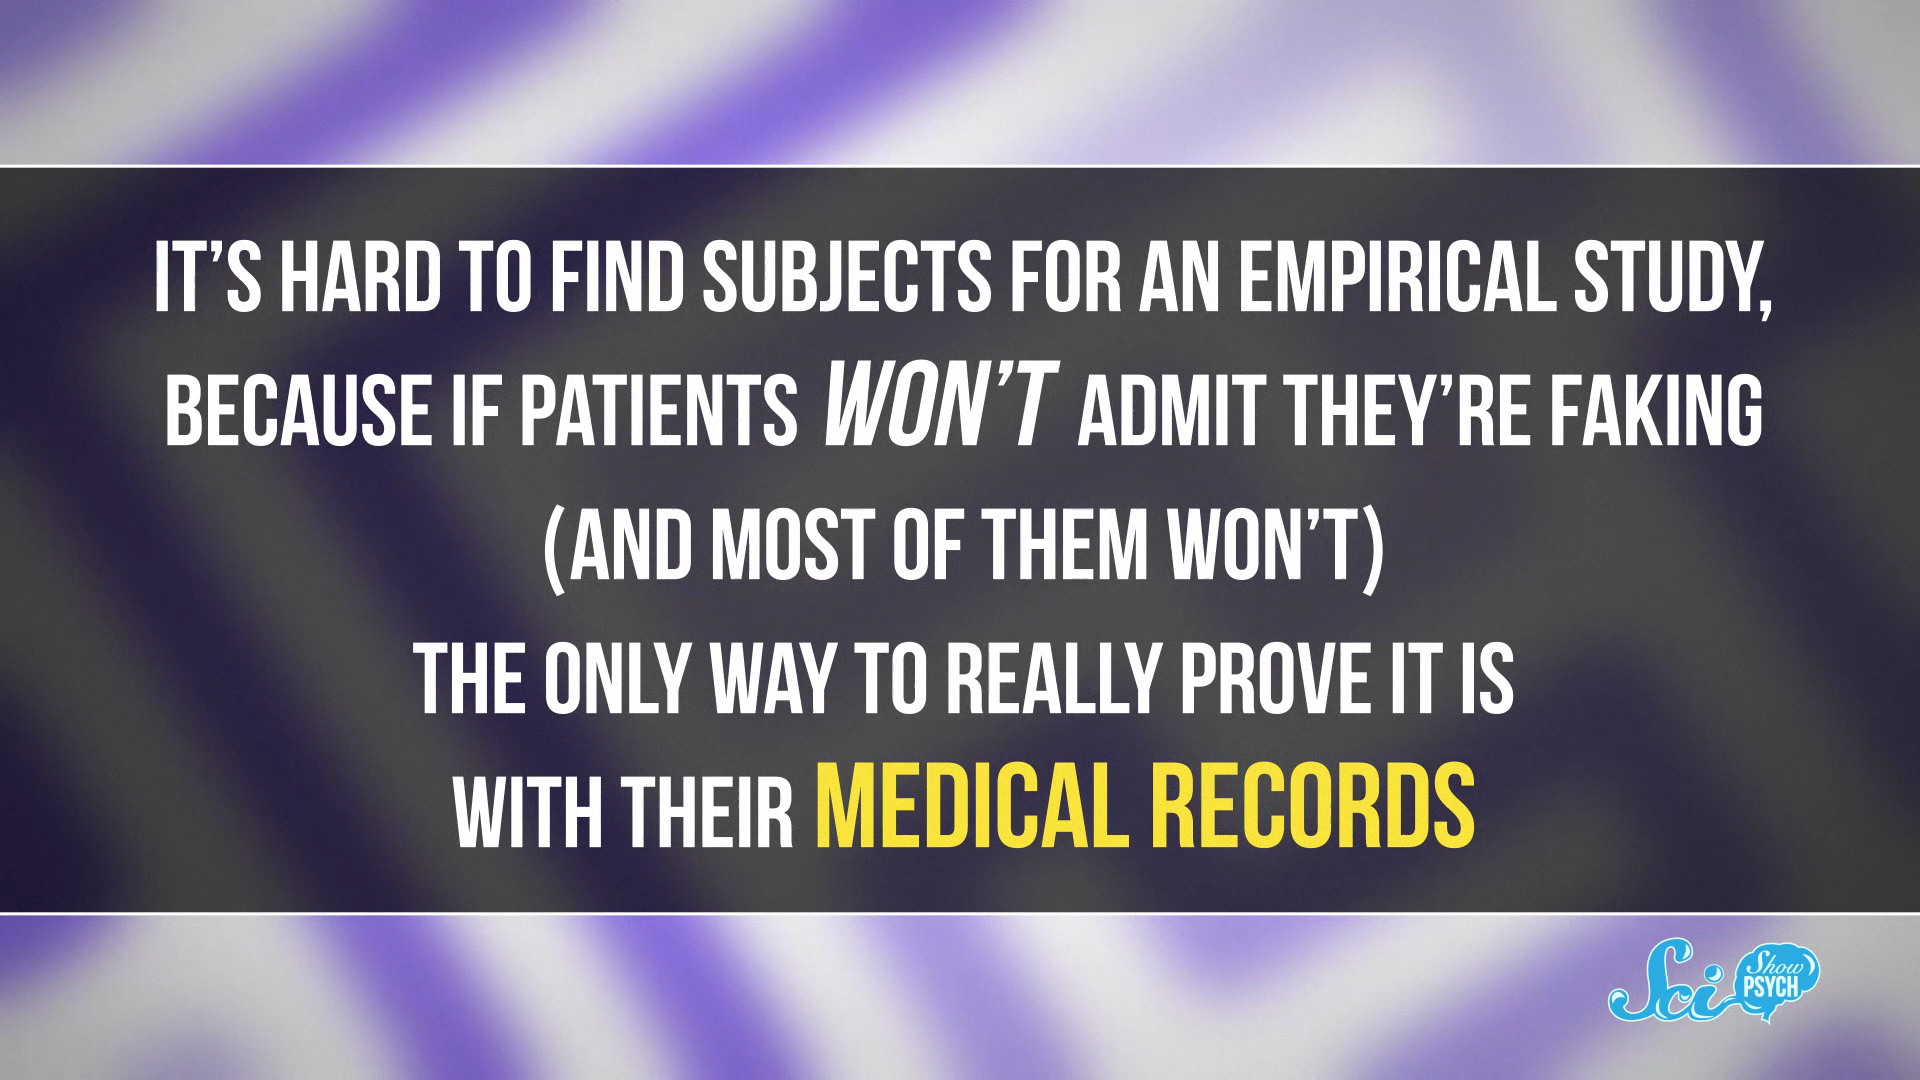 IT’S HARD TO FIND SUBJECTS FOR AN EMPIRICAL STUDY,
BECAUSE IF PATIENTS WON’T ADMIT THEY’RE FAKING
(AND MOST OF THEM WON’T)
THE ONLY WAY TO REALLY PROVE IT IS
WITH THEIR MEDICAL RECORDS
Sci Show
PSYCH